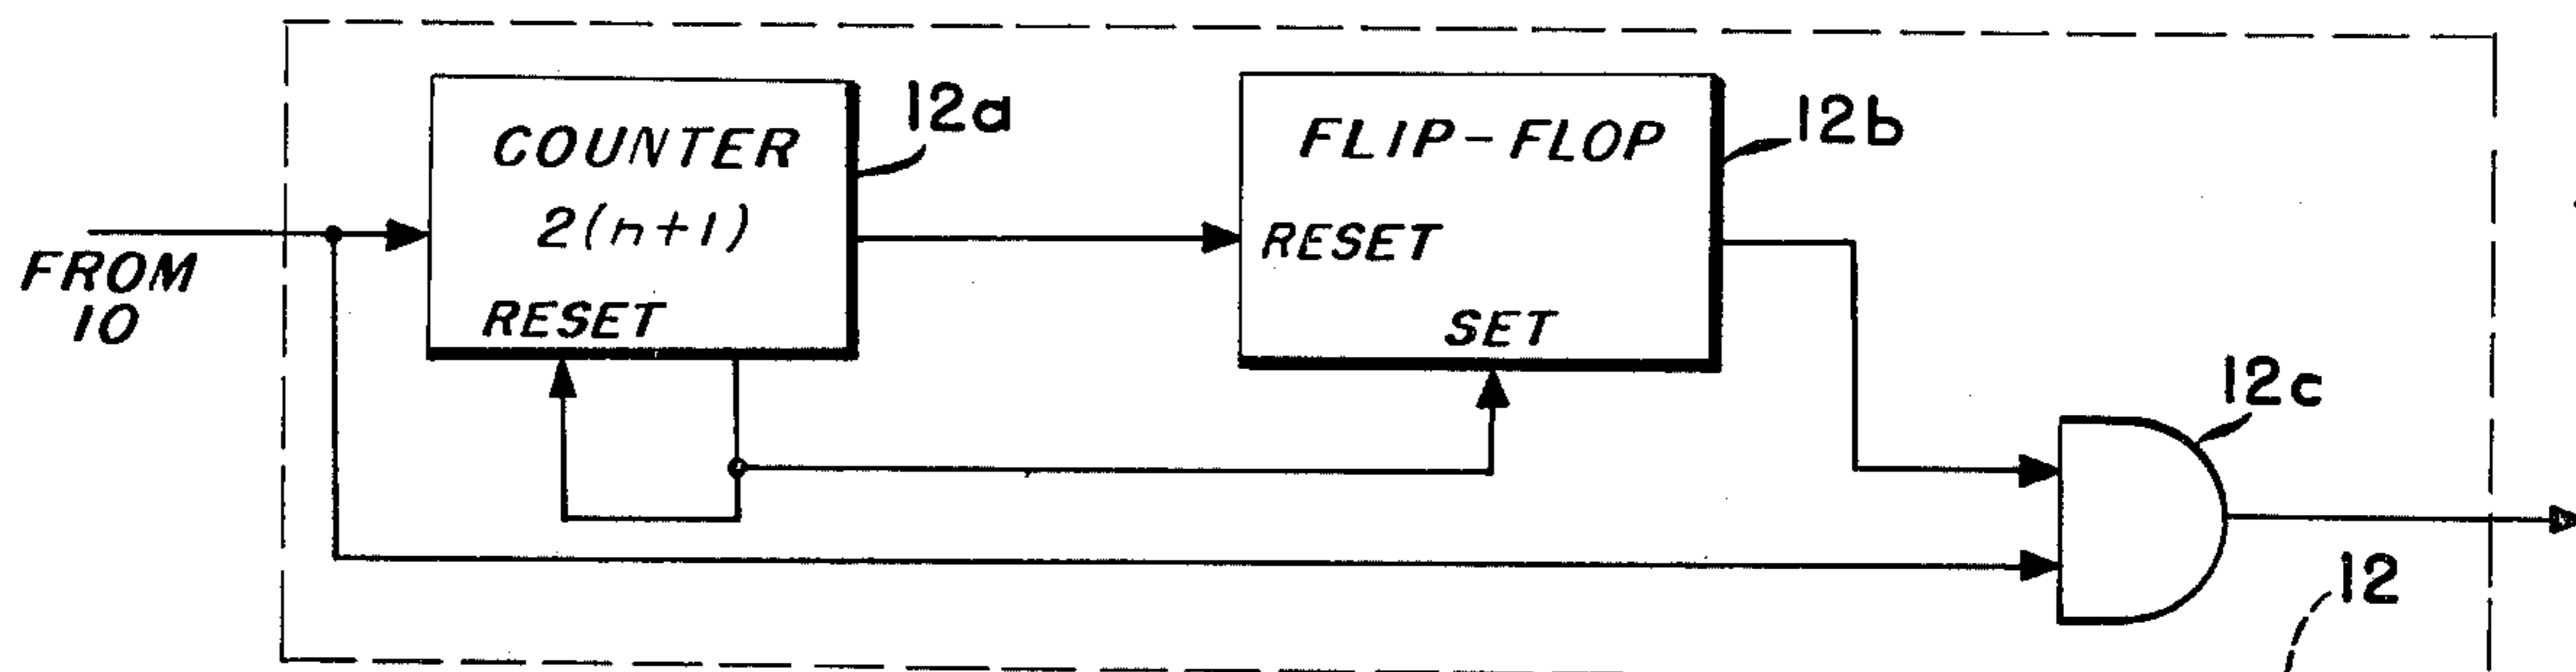 COUNTER
2(n+1)
RESET
12a
FLIP-FLOP
RESET
SET
12b
FROM
10
12c
12